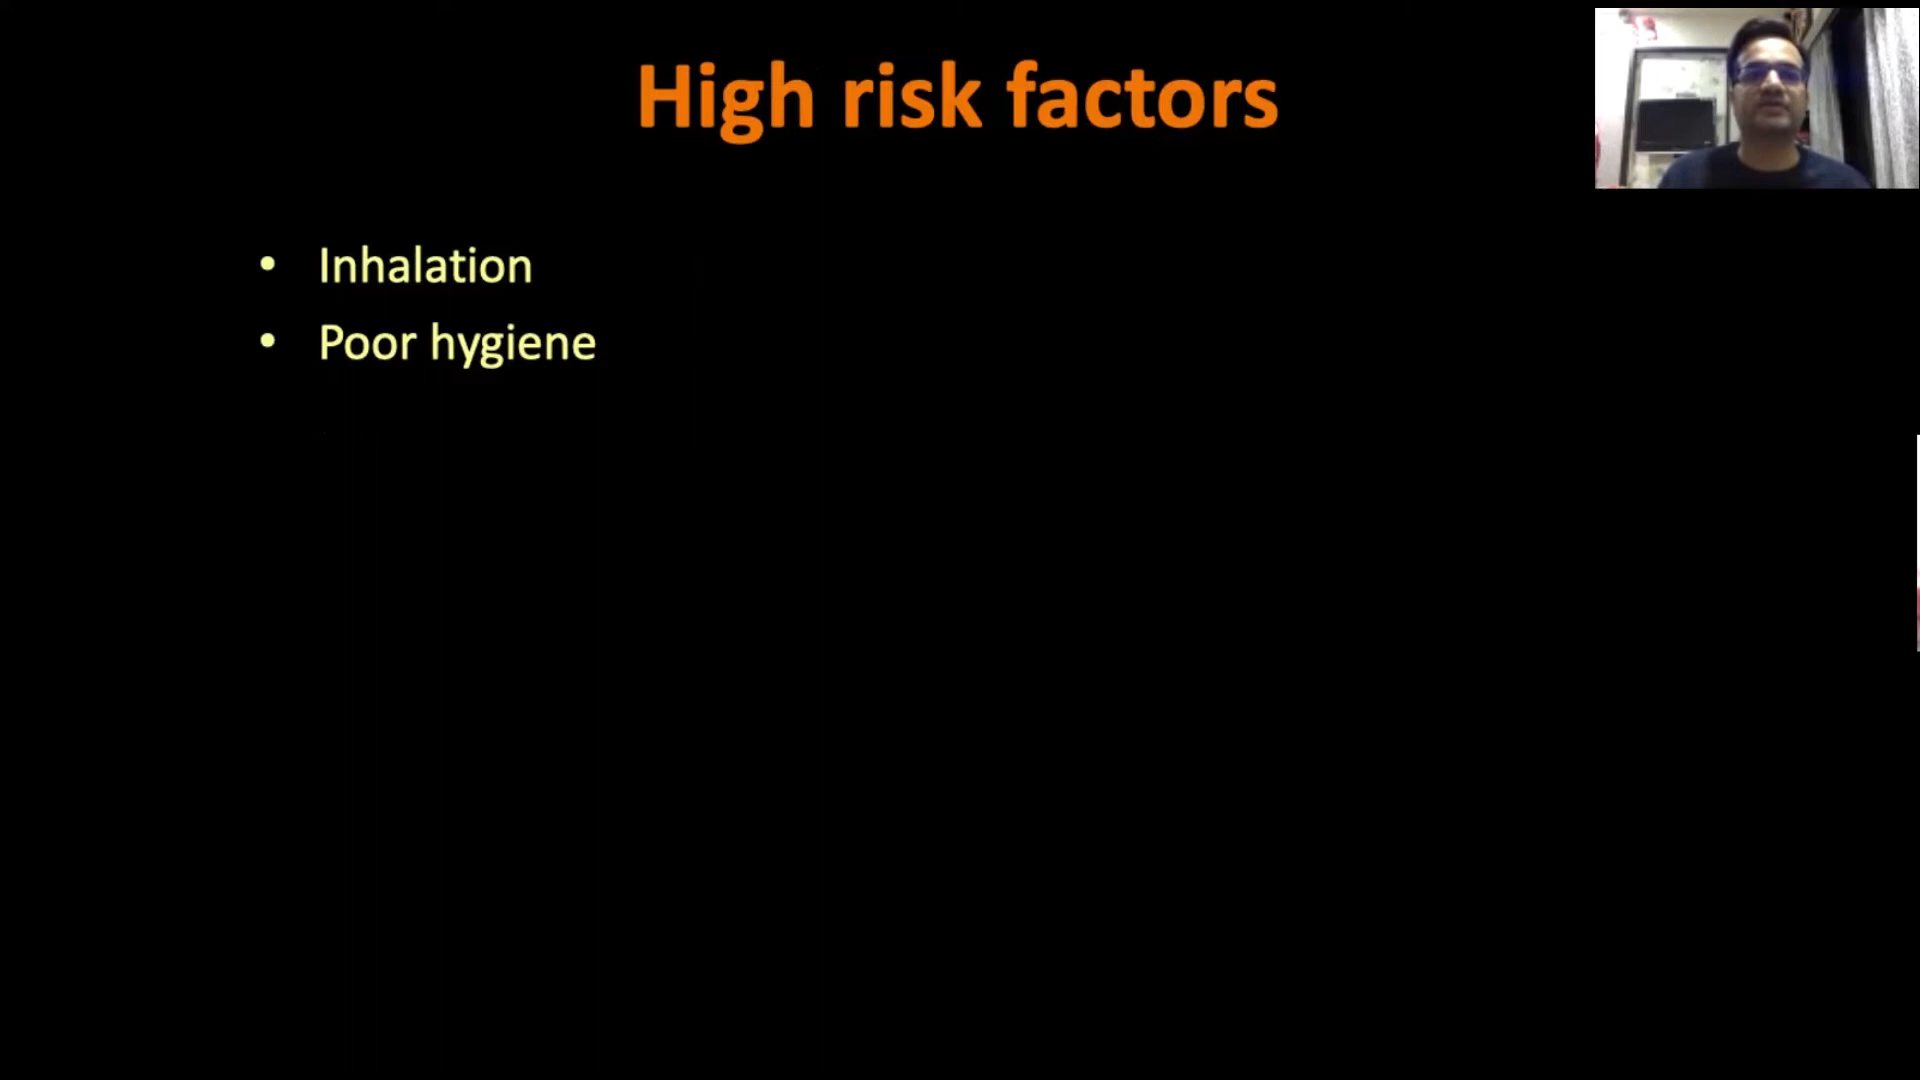 High risk factors
• Inhalation
• Poor hygiene